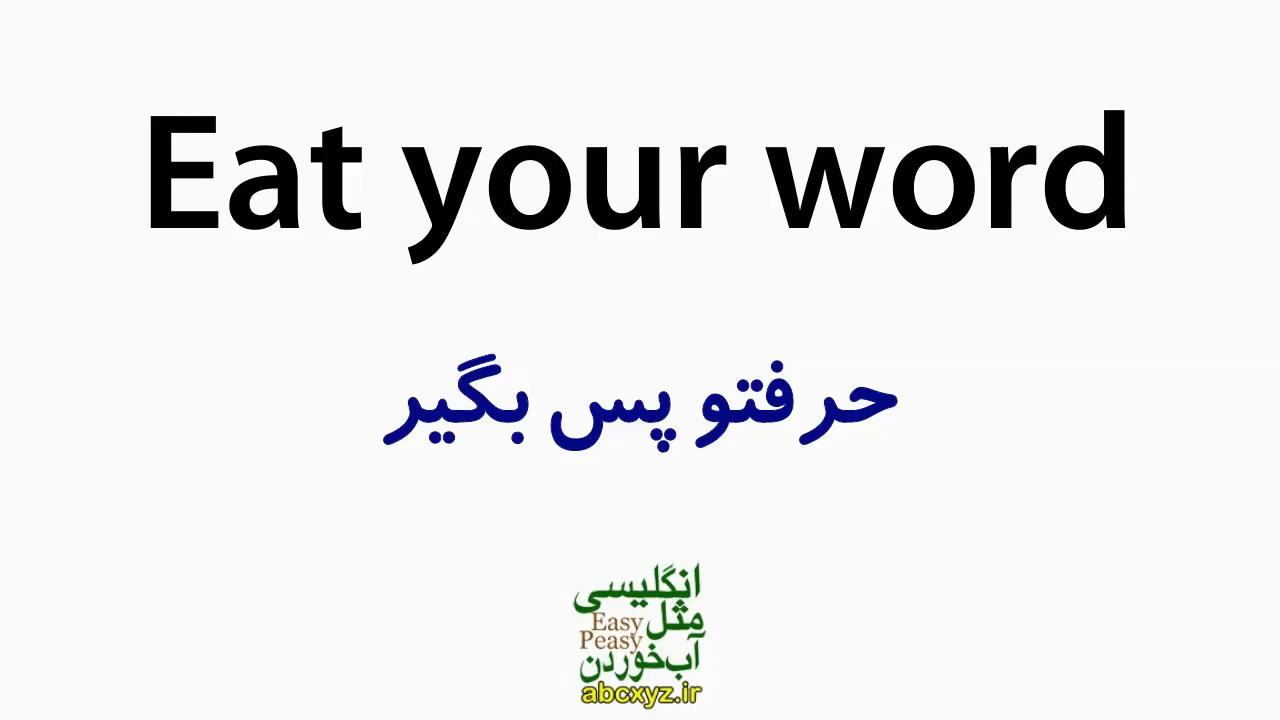 Eat your word
حرفتو پس بگیر
انگلیسی
مثل
Easy
Peasy
آب‌خوردن
abcxyz.ir